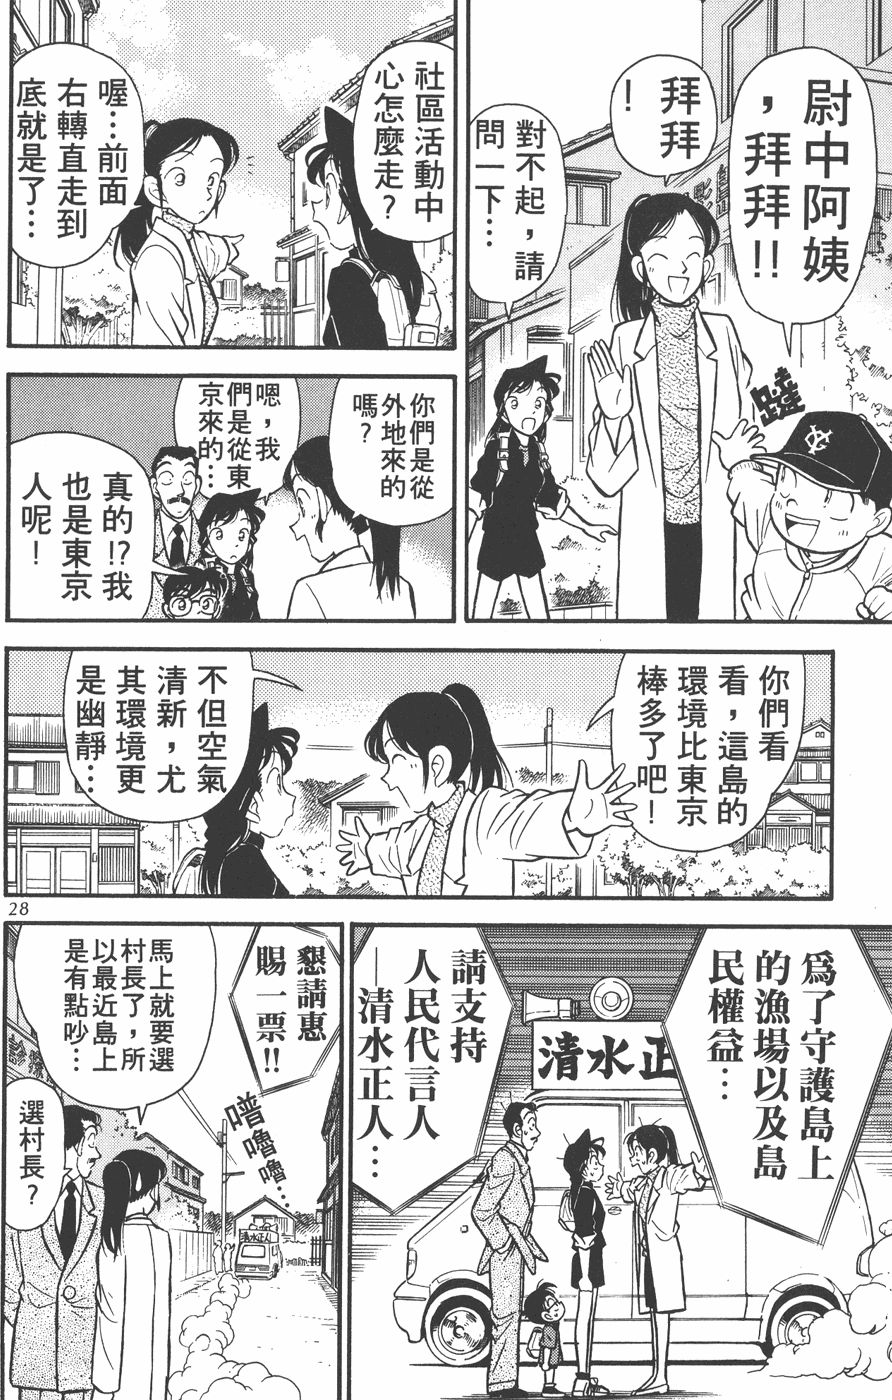 尉中阿姨
，拜拜!!
拜拜
！
躂
對不起，請
問一下…
社區活動中
心怎麼走？
喔…前面
右轉直走到
底就是了…
你們是從
外地來的
嗎？
嗯，我
們是從東
京來的…
真的!?我
也是東京
人呢！
你們看
看，這島的
環境比東京
棒多了吧！
不但空氣
清新，尤
其環境更
是幽靜…
28
為了守護島上
的漁場以及島
民權益…
請支持
人民代言人
—清水正人…
清水正
懇請惠
賜一票!!
噜嚕嚕…
清水正人
馬上就要選
村長了，所
以最近島上
是有點吵…
選村長？